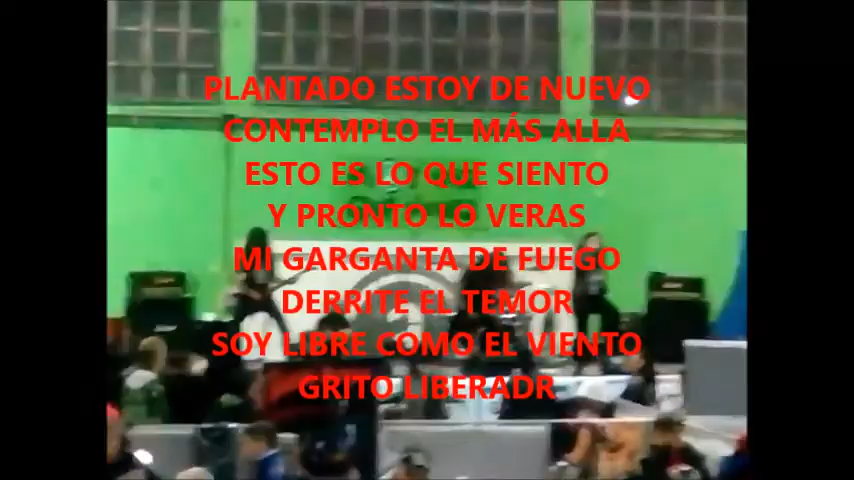 PLANTADO ESTOY DE NUEVO
CONTEMPLO EL MÁS ALLA
ESTO ES LO QUE SIENTO
Y PRONTO LO VERAS
MI GARGANTA DE FUEGO
DERRITE EL TEMOR
SOY LIBRE COMO EL VIENTO
GRITO LIBERADR